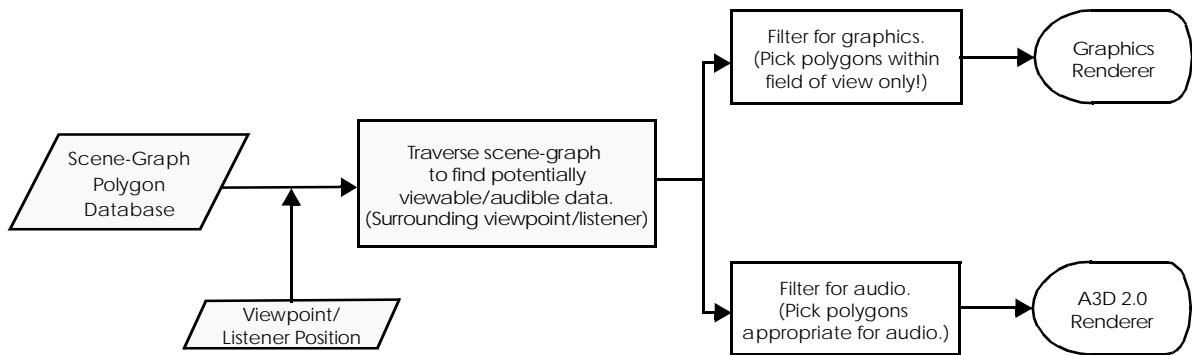 Scene-Graph
Polygon
Database
Viewpoint/
Listener Position
Traverse scene-graph
to find potentially
viewable/audible data.
(Surrounding viewpoint/listener)
Filter for graphics.
(Pick polygons within
field of view only!)
Graphics
Renderer
Filter for audio.
(Pick polygons
appropriate for audio.)
A3D 2.0
Renderer